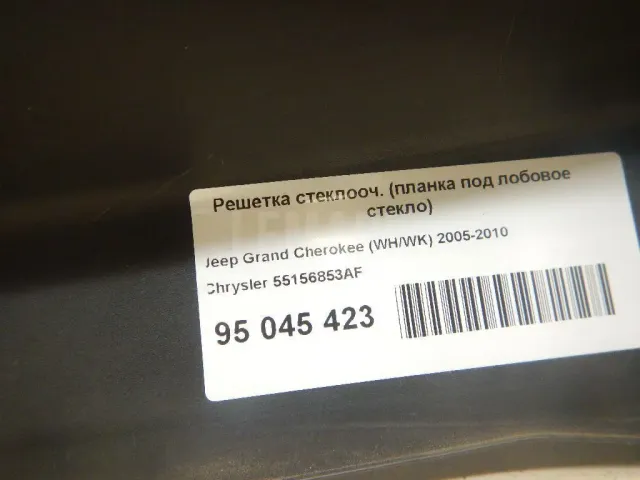 Решетка стеклооч. (планка под лобовое
стекло)
Jeep Grand Cherokee (WH/WK) 2005-2010
Chrysler 55156853AF
95 045 423